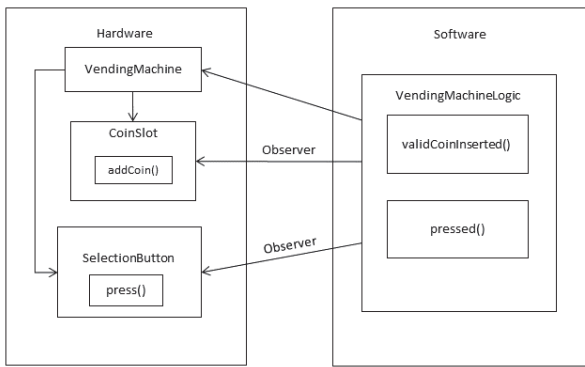 Hardware
VendingMachine
CoinSlot
addCoin()
SelectionButton
press()
Observer
Observer
Software
VendingMachineLogic
validCoinInserted()
pressed()